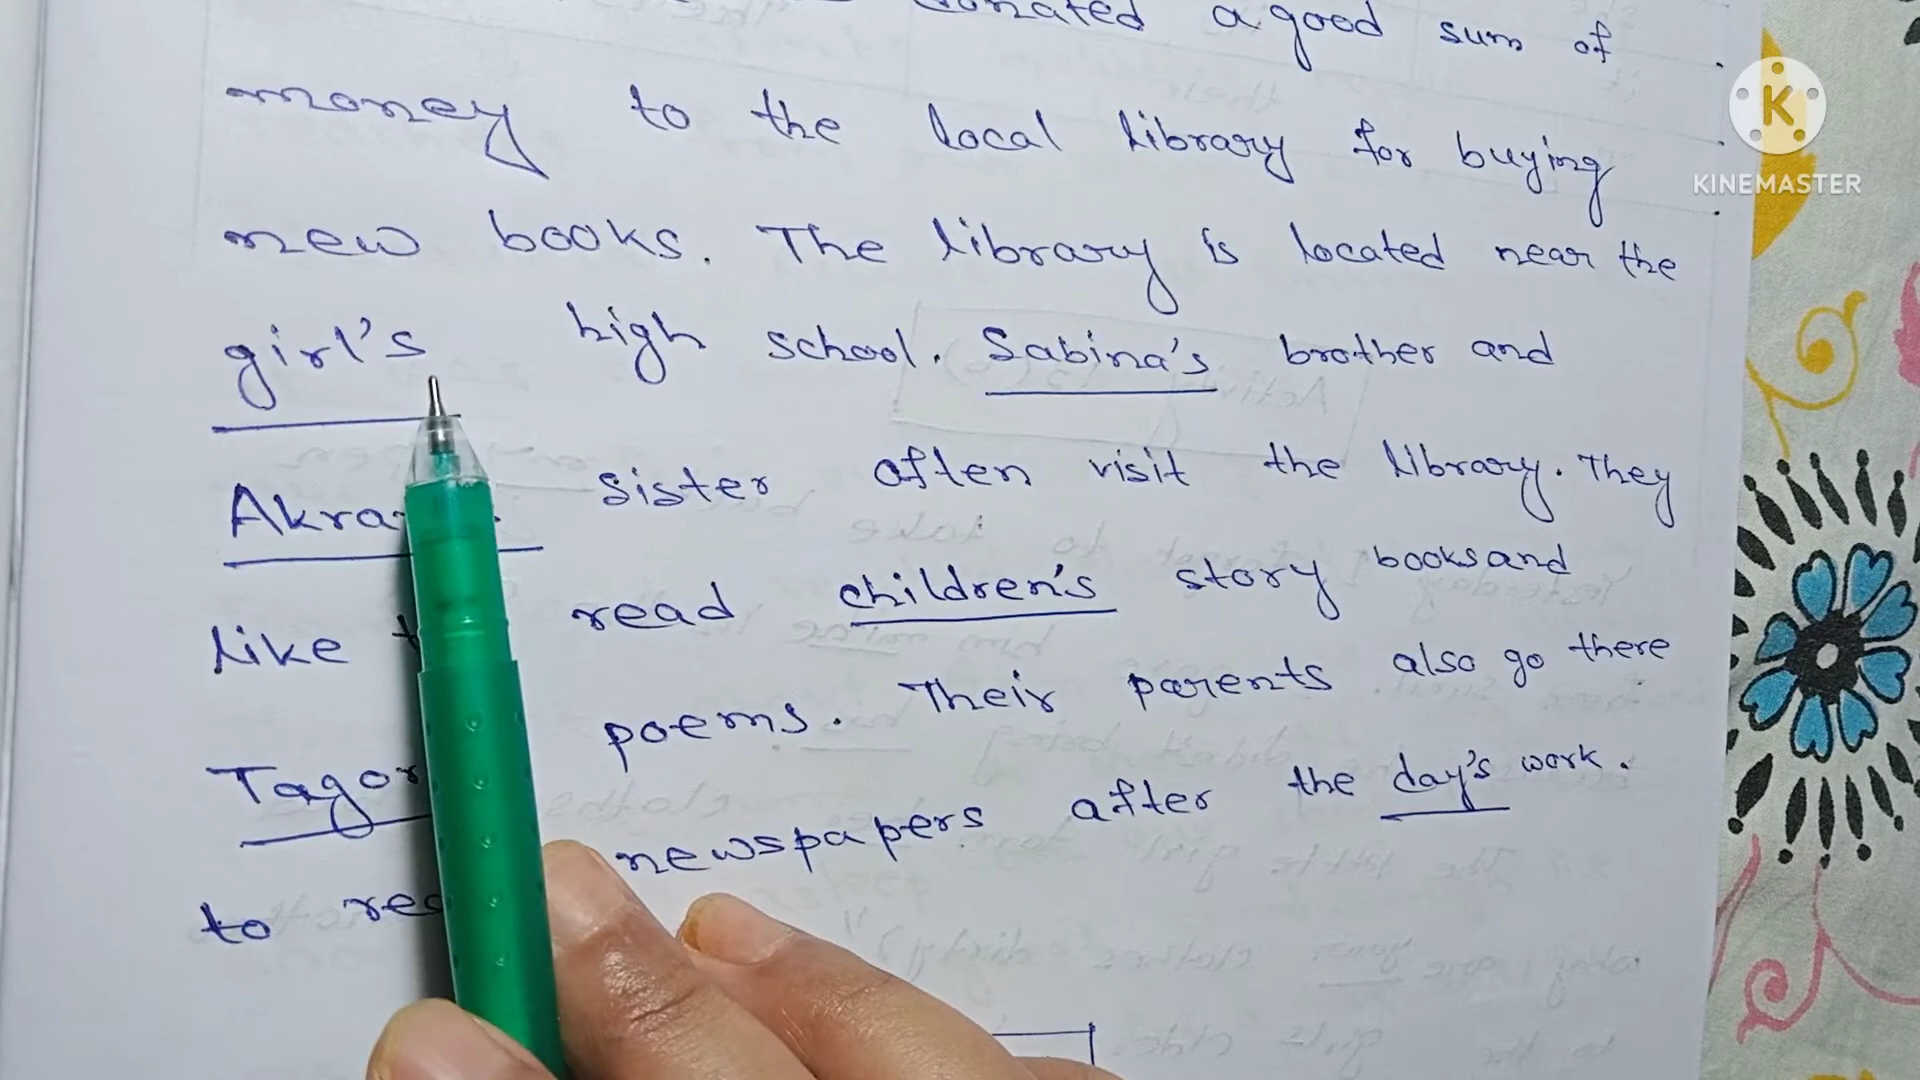 donated a good sum of
money to the local library for buying
new books. The library is located near the
girl's high school. Sabina's brother and
sister often visit the library. They
like read children's story books and
poems. Their parents also go there
to newspapers after the day's work.
K
KINEMASTER